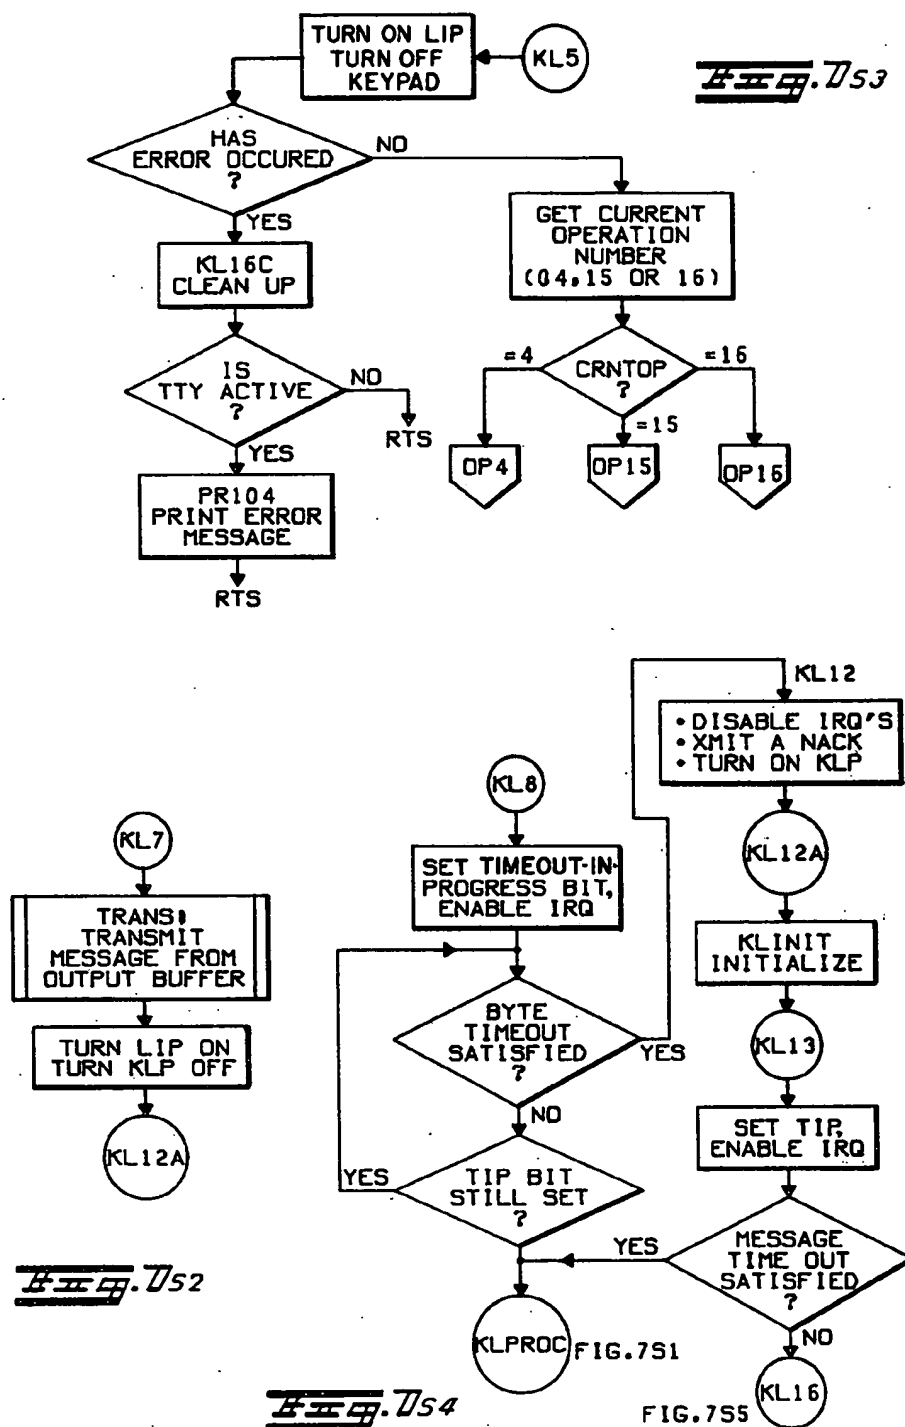 TURN ON LIP
TURN OFF
KEYPAD
KL5
Fig. 7S3
HAS
ERROR OCCURED
?
NO
YES
KL16C
CLEAN UP
GET CURRENT
OPERATION
NUMBER
(04,15 OR 16)
IS
TTY ACTIVE
?
NO
RTS
YES
=4
CRNTOP
?
=16
=15
OP4
OP15
OP16
PR104
PRINT ERROR
MESSAGE
RTS
KL12
• DISABLE IRQ'S
• XMIT A NACK
• TURN ON KLP
KL8
KL7
KL12A
SET TIMEOUT-IN-
PROGRESS BIT,
ENABLE IRQ
TRANS:
TRANSMIT
MESSAGE FROM
OUTPUT BUFFER
KLINIT
INITIALIZE
BYTE
TIMEOUT
SATISFIED
?
YES
NO
KL13
TURN LIP ON
TURN KLP OFF
SET TIP,
ENABLE IRQ
KL12A
YES
TIP BIT
STILL SET
?
YES
MESSAGE
TIME OUT
SATISFIED
?
NO
Fig. 7S2
KLPROC
FIG.7S1
KL16
Fig. 7S4
FIG.7S5